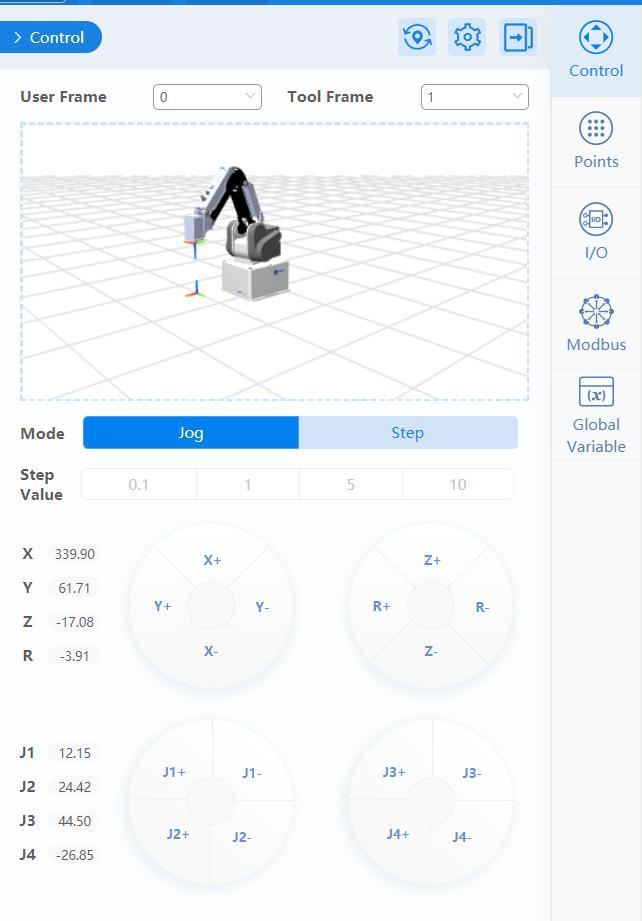 Control
Control
User Frame 0 Tool Frame 1
Points
I/O
Modbus
(x)
Global
Variable
Mode Jog Step
Step
Value 0.1 1 5 10
X 339.90
Y 61.71
Z -17.08
R -3.91
X+
Y+ Y-
X-
Z+
R+ R-
Z-
J1 12.15
J2 24.42
J3 44.50
J4 -26.85
J1+ J1-
J2+ J2-
J3+ J3-
J4+ J4-